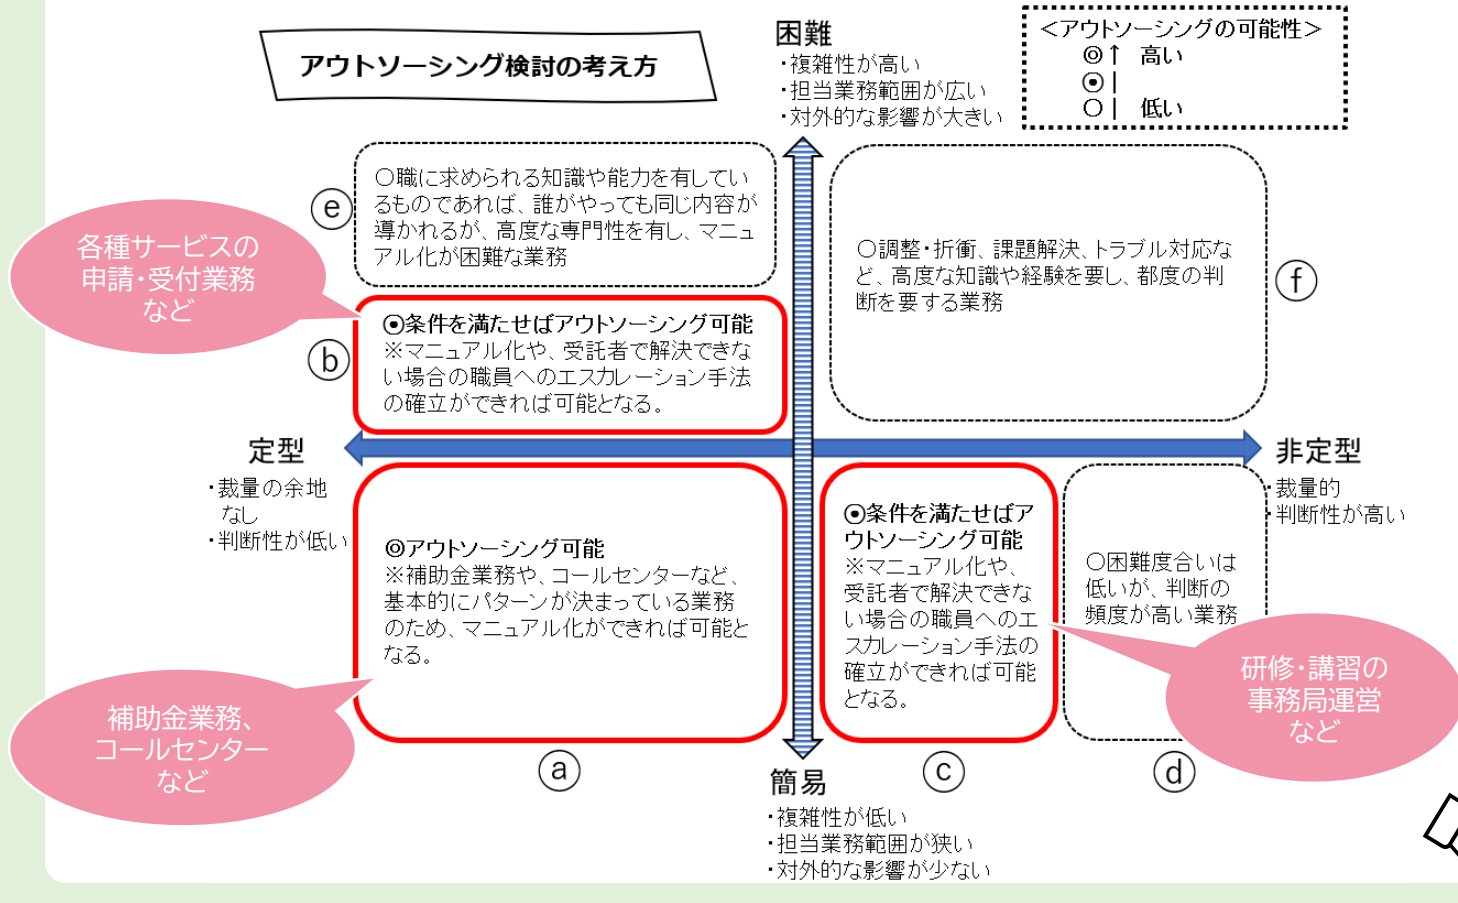 アウトソーシング検討の考え方
困難
・複雑性が高い
・担当業務範囲が広い
・対外的な影響が大きい
＜アウトソーシングの可能性＞
◎↑ 高い
⦿|
○| 低い
ⓔ
○職に求められる知識や能力を有してい
るものであれば、誰がやっても同じ内容が
導かれるが、高度な専門性を有し、マニュ
アル化が困難な業務
ⓕ
○調整・折衝、課題解決、トラブル対応な
ど、高度な知識や経験を要し、都度の判
断を要する業務
各種サービスの
申請・受付業務
など
ⓑ
⦿条件を満たせばアウトソーシング可能
※マニュアル化や、受託者で解決できな
い場合の職員へのエスカレーション手法
の確立ができれば可能となる。
定型
・裁量の余地
なし
・判断性が低い
非定型
・裁量的
・判断性が高い
◎アウトソーシング可能
※補助金業務や、コールセンターなど、
基本的にパターンが決まっている業務
のため、マニュアル化ができれば可能と
なる。
ⓐ
補助金業務、
コールセンター
など
⦿条件を満たせばア
ウトソーシング可能
※マニュアル化や、
受託者で解決できな
い場合の職員へのエ
スカレーション手法の
確立ができれば可能
となる。
ⓒ
○困難度合いは
低いが、判断の
頻度が高い業務
ⓓ
研修・講習の
事務局運営
など
簡易
・複雑性が低い
・担当業務範囲が狭い
・対外的な影響が少ない